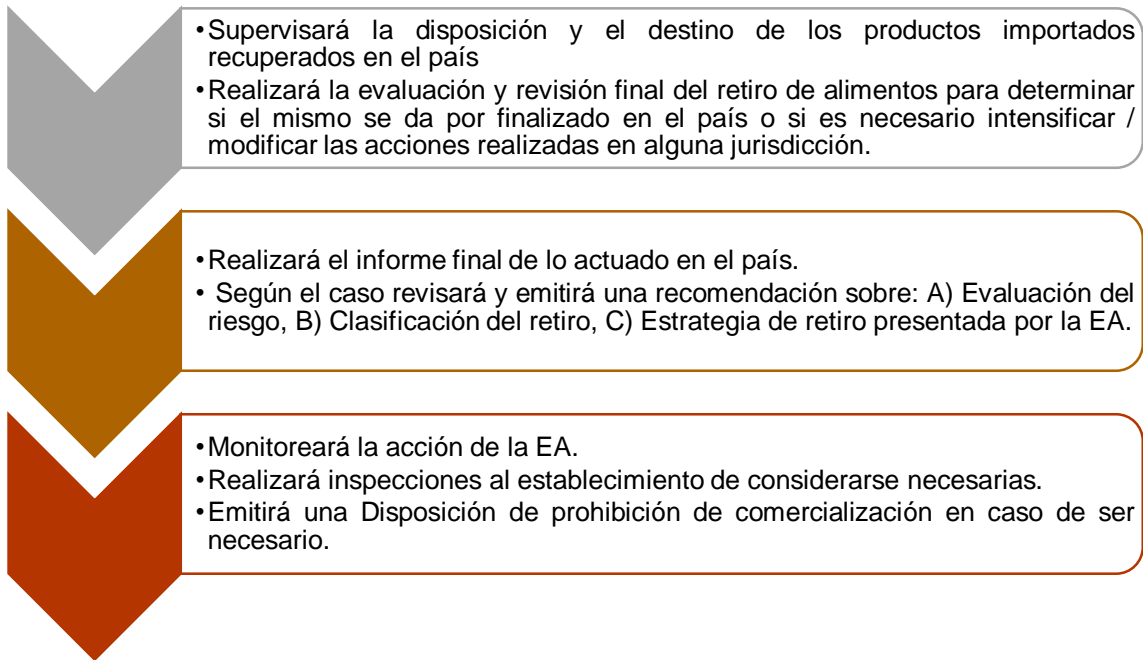 •Supervisará la disposición y el destino de los productos importados
recuperados en el país
•Realizará la evaluación y revisión final del retiro de alimentos para determinar
si el mismo se da por finalizado en el país o si es necesario intensificar /
modificar las acciones realizadas en alguna jurisdicción.
•Realizará el informe final de lo actuado en el país.
• Según el caso revisará y emitirá una recomendación sobre: A) Evaluación del
riesgo, B) Clasificación del retiro, C) Estrategia de retiro presentada por la EA.
•Monitoreará la acción de la EA.
•Realizará inspecciones al establecimiento de considerarse necesarias.
•Emitirá una Disposición de prohibición de comercialización en caso de ser
necesario.